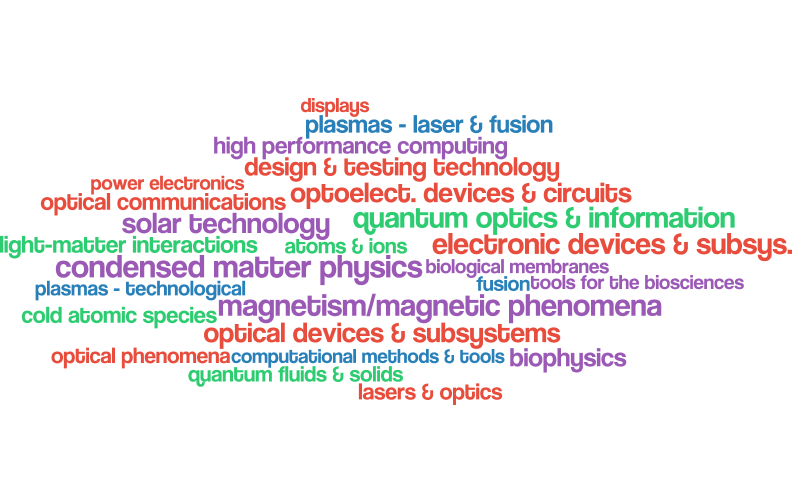 displays
plasmas - laser & fusion
high performance computing
design & testing technology
power electronics
optoelect. devices & circuits
optical communications
quantum optics & information
solar technology
light-matter interactions
atoms & ions
electronic devices & subsys.
condensed matter physics
biological membranes
plasmas - technological
fusion
tools for the biosciences
magnetism/magnetic phenomena
cold atomic species
optical devices & subsystems
optical phenomena
computational methods & tools
biophysics
quantum fluids & solids
lasers & optics